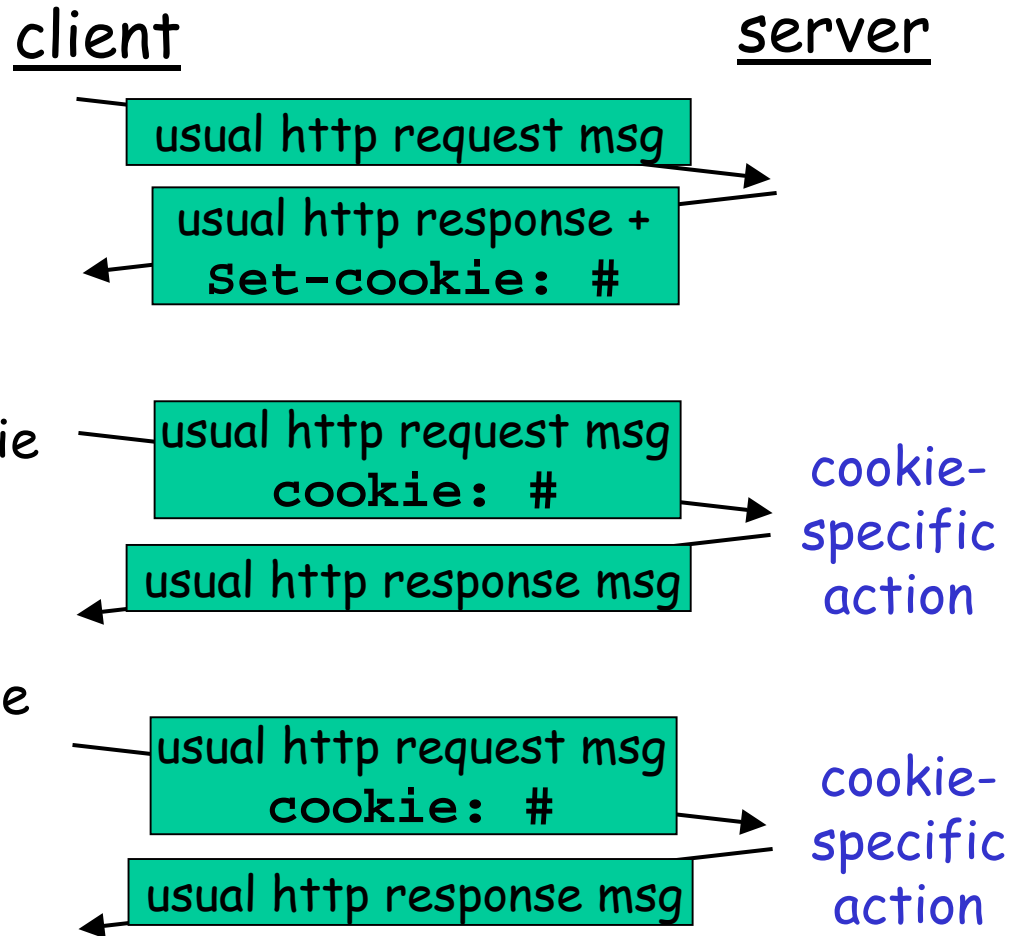 client
server
usual http request msg
usual http response +
Set-cookie: #
ie
usual http request msg
cookie: #
cookie-
specific
action
usual http response msg
e
usual http request msg
cookie: #
cookie-
specific
action
usual http response msg